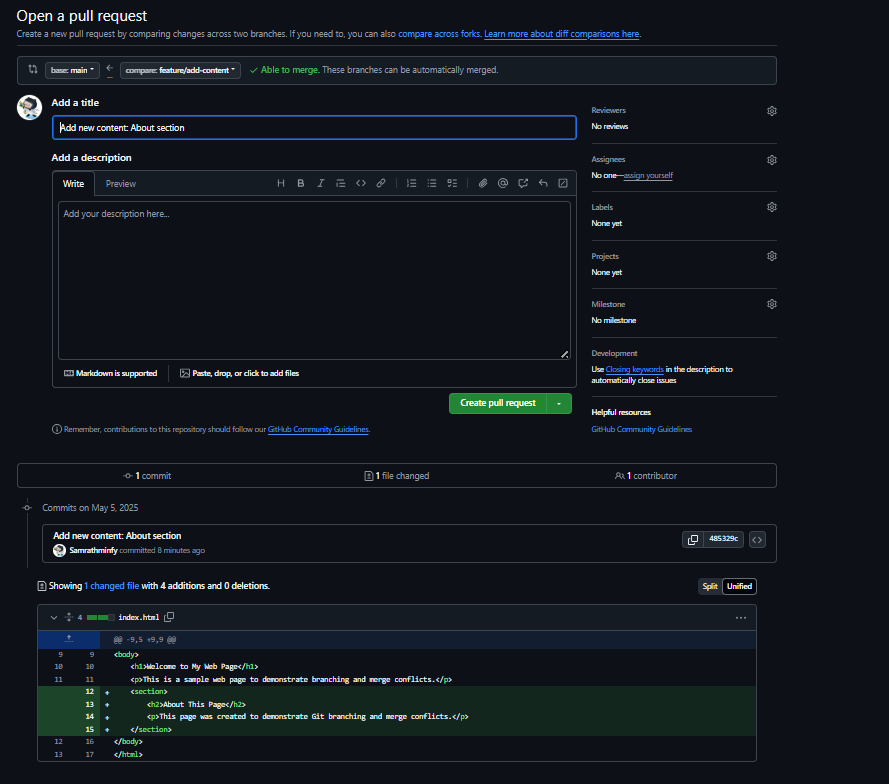 Open a pull request
Create a new pull request by comparing changes across two branches. If you need to, you can also compare across forks. Learn more about diff comparisons here.
base: main
compare: feature/add-content
Able to merge. These branches can be automatically merged.
Add a title
Add new content: About section
Add a description
Write
Preview
Add your description here...
Markdown is supported
Paste, drop, or click to add files
Create pull request
Remember, contributions to this repository should follow our GitHub Community Guidelines.
Reviewers
No reviews
Assignees
No one—assign yourself
Labels
None yet
Projects
None yet
Milestone
No milestone
Development
Use Closing keywords in the description to
automatically close issues
Helpful resources
GitHub Community Guidelines
1 commit
1 file changed
1 contributor
Commits on May 5, 2025
Add new content: About section
Samrathminfy committed 8 minutes ago
485329c
Showing 1 changed file with 4 additions and 0 deletions.
Split
Unified
4
index.html
@@ -9,5 +9,9 @@
9 9 <body>
10 10 <h1>Welcome to My Web Page</h1>
11 11 <p>This is a sample web page to demonstrate branching and merge conflicts.</p>
12 + <section>
13 + <h2>About This Page</h2>
14 + <p>This page was created to demonstrate Git branching and merge conflicts.</p>
15 + </section>
12 16 </body>
13 17 </html>